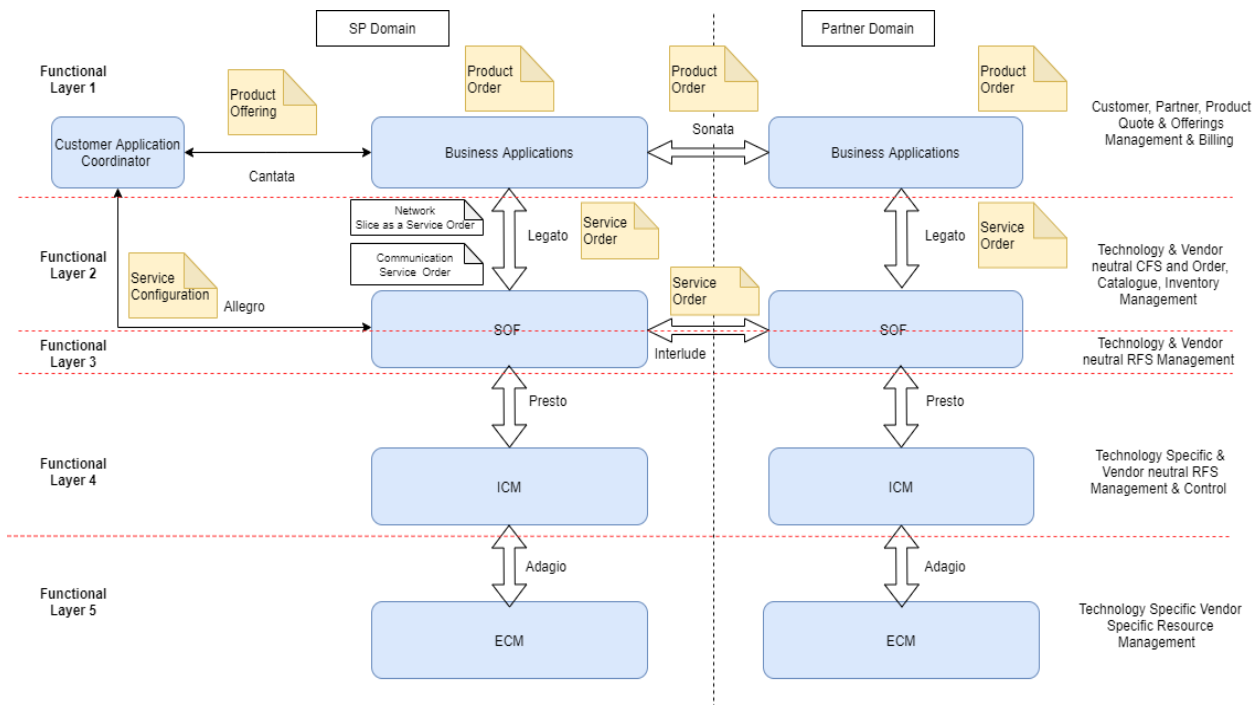 SP Domain
Partner Domain
Functional
Layer 1
Product
Offering
Product
Order
Product
Order
Product
Order
Customer, Partner, Product
Quote & Offerings
Management & Billing
Customer Application
Coordinator
Cantata
Business Applications
Sonata
Business Applications
Functional
Layer 2
Network
Slice as a Service Order
Communication
Service Order
Legato
Service
Order
Legato
Service
Order
Technology & Vendor
neutral CFS and Order,
Catalogue, Inventory
Management
Service
Configuration
Allegro
Service
Order
SOF
Interlude
SOF
Functional
Layer 3
Technology & Vendor
neutral RFS Management
Presto
Presto
Functional
Layer 4
ICM
ICM
Technology Specific &
Vendor neutral RFS
Management & Control
Adagio
Adagio
Functional
Layer 5
ECM
ECM
Technology Specific Vendor
Specific Resource
Management